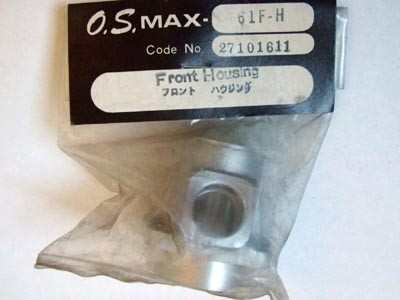 O.S. MAX- 61F-H
Code No. 27101611
Front Housing
フロント ハウジング